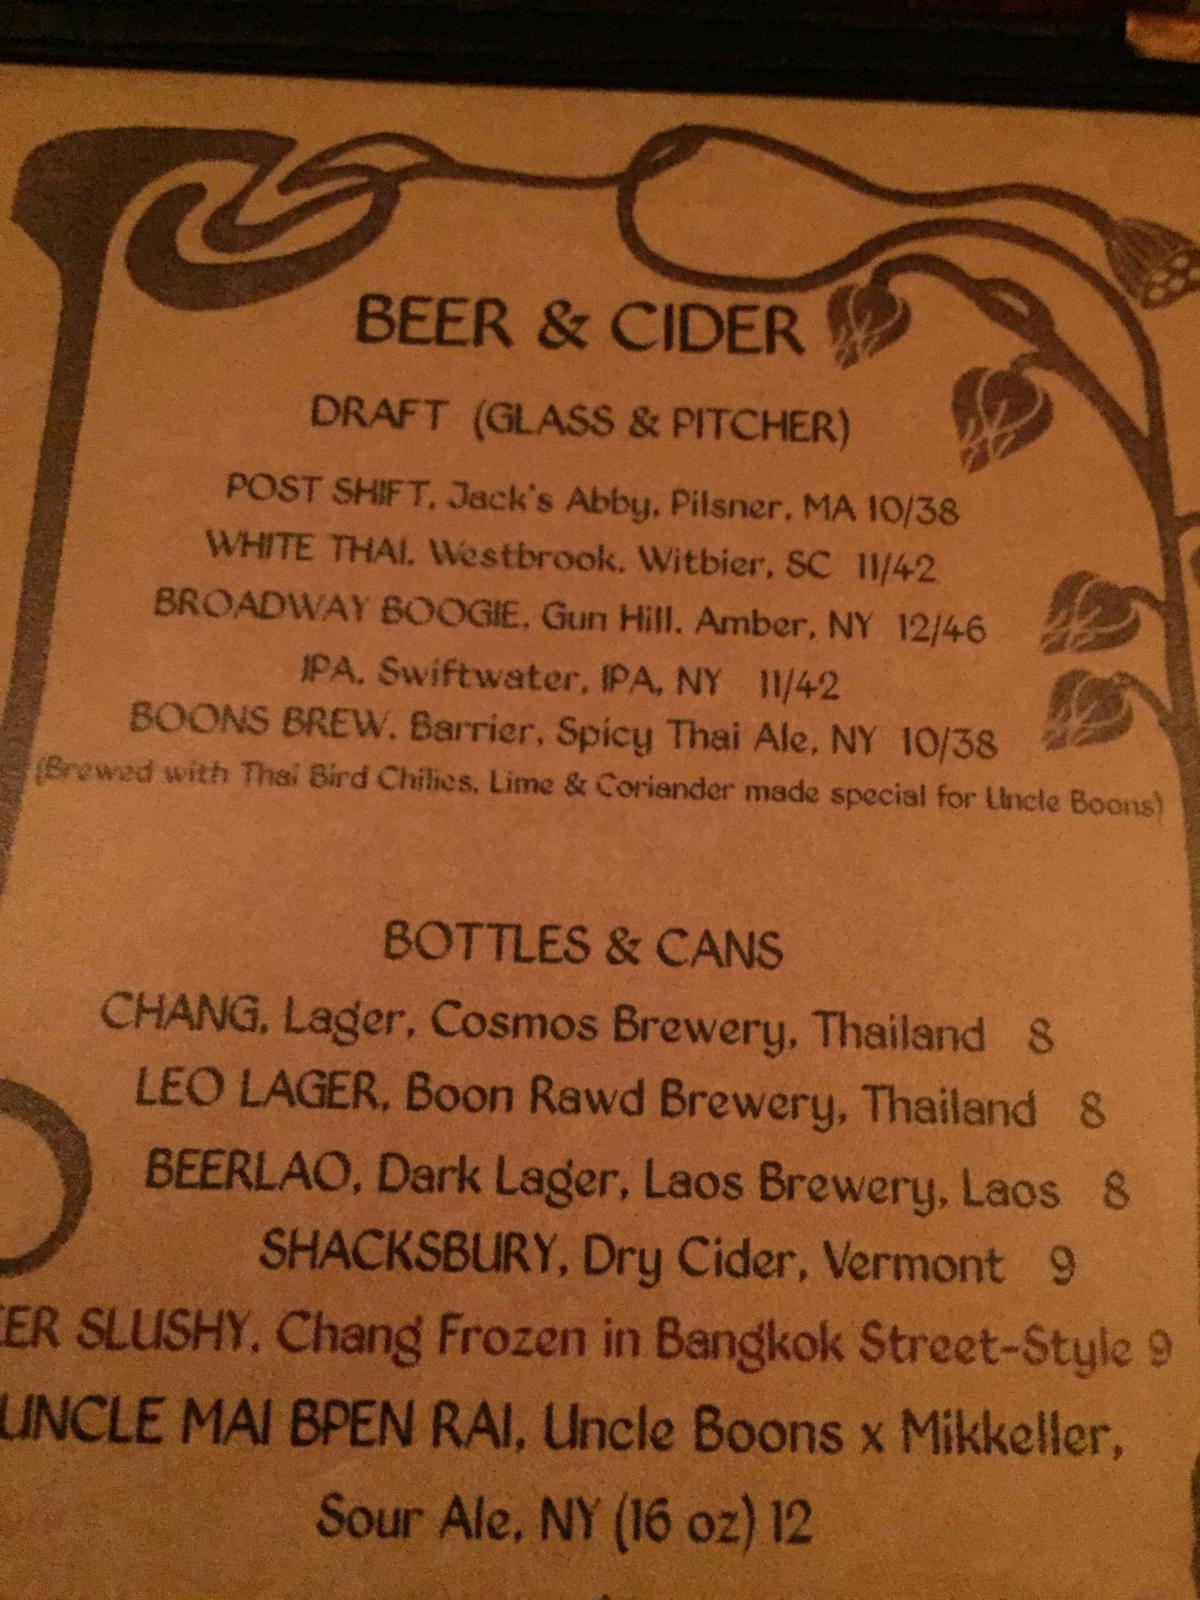 BEER & CIDER
DRAFT (GLASS & PITCHER)
POST SHIFT, Jack's Abby, Pilsner, MA 10/38
WHITE THAI, Westbrook, Witbier, SC 11/42
BROADWAY BOOGIE, Gun Hill, Amber, NY 12/46
IPA, Swiftwater, IPA, NY 11/42
BOONS BREW, Barrier, Spicy Thai Ale, NY 10/38
(Brewed with Thai Bird Chilies, Lime & Coriander made special for Uncle Boons)
BOTTLES & CANS
CHANG, Lager, Cosmos Brewery, Thailand 8
LEO LAGER, Boon Rawd Brewery, Thailand 8
BEERLAO, Dark Lager, Laos Brewery, Laos 8
SHACKSBURY, Dry Cider, Vermont 9
EER SLUSHY, Chang Frozen in Bangkok Street-Style 9
UNCLE MAI BPEN RAI, Uncle Boons x Mikkeller,
Sour Ale, NY (16 oz) 12